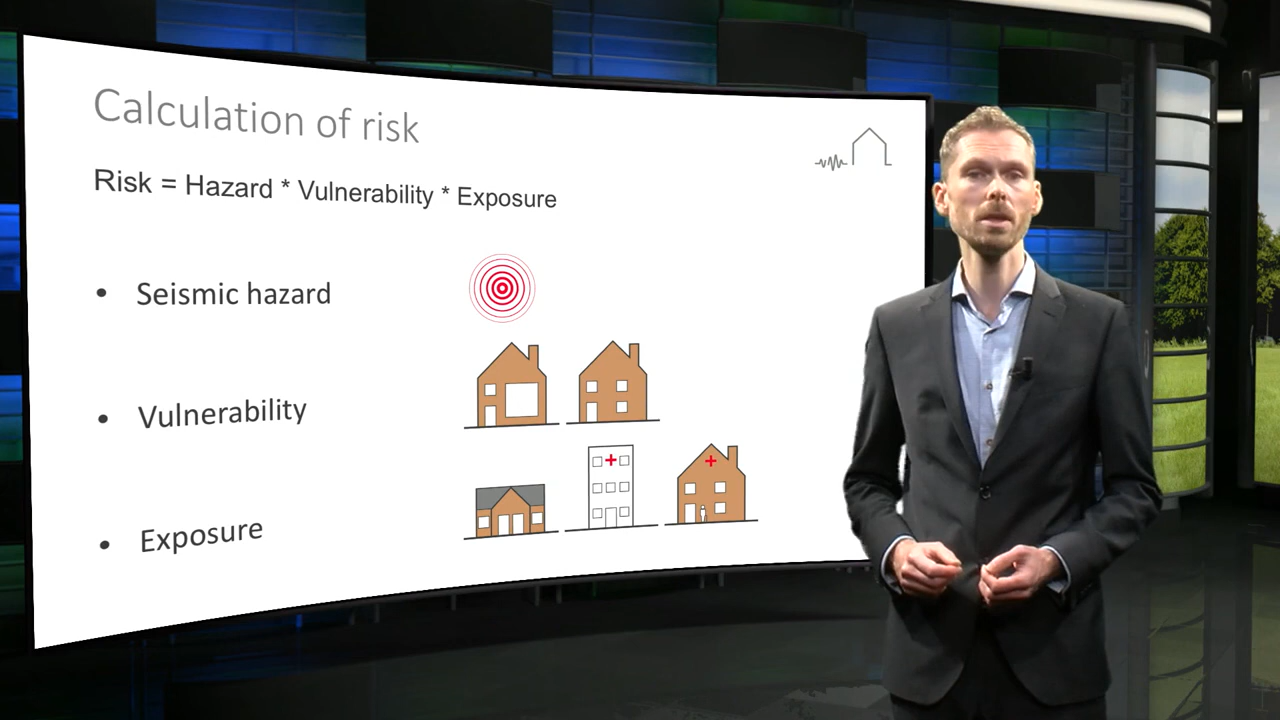 Calculation of risk
Risk = Hazard * Vulnerability * Exposure
• Seismic hazard
• Vulnerability
• Exposure